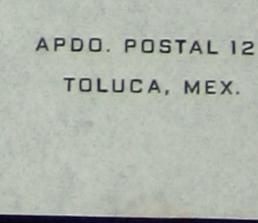 APDO. POSTAL 12
TOLUCA, MEX.